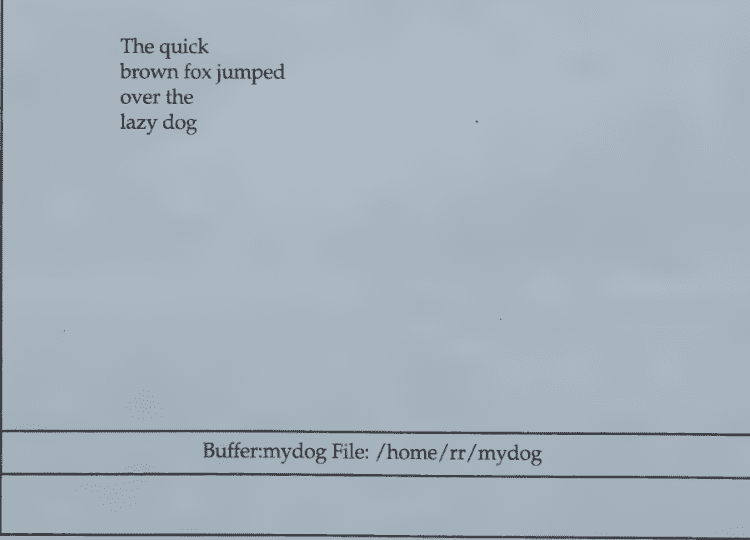 The quick
brown fox jumped
over the
lazy dog
Buffer:mydog File: /home/rr/mydog